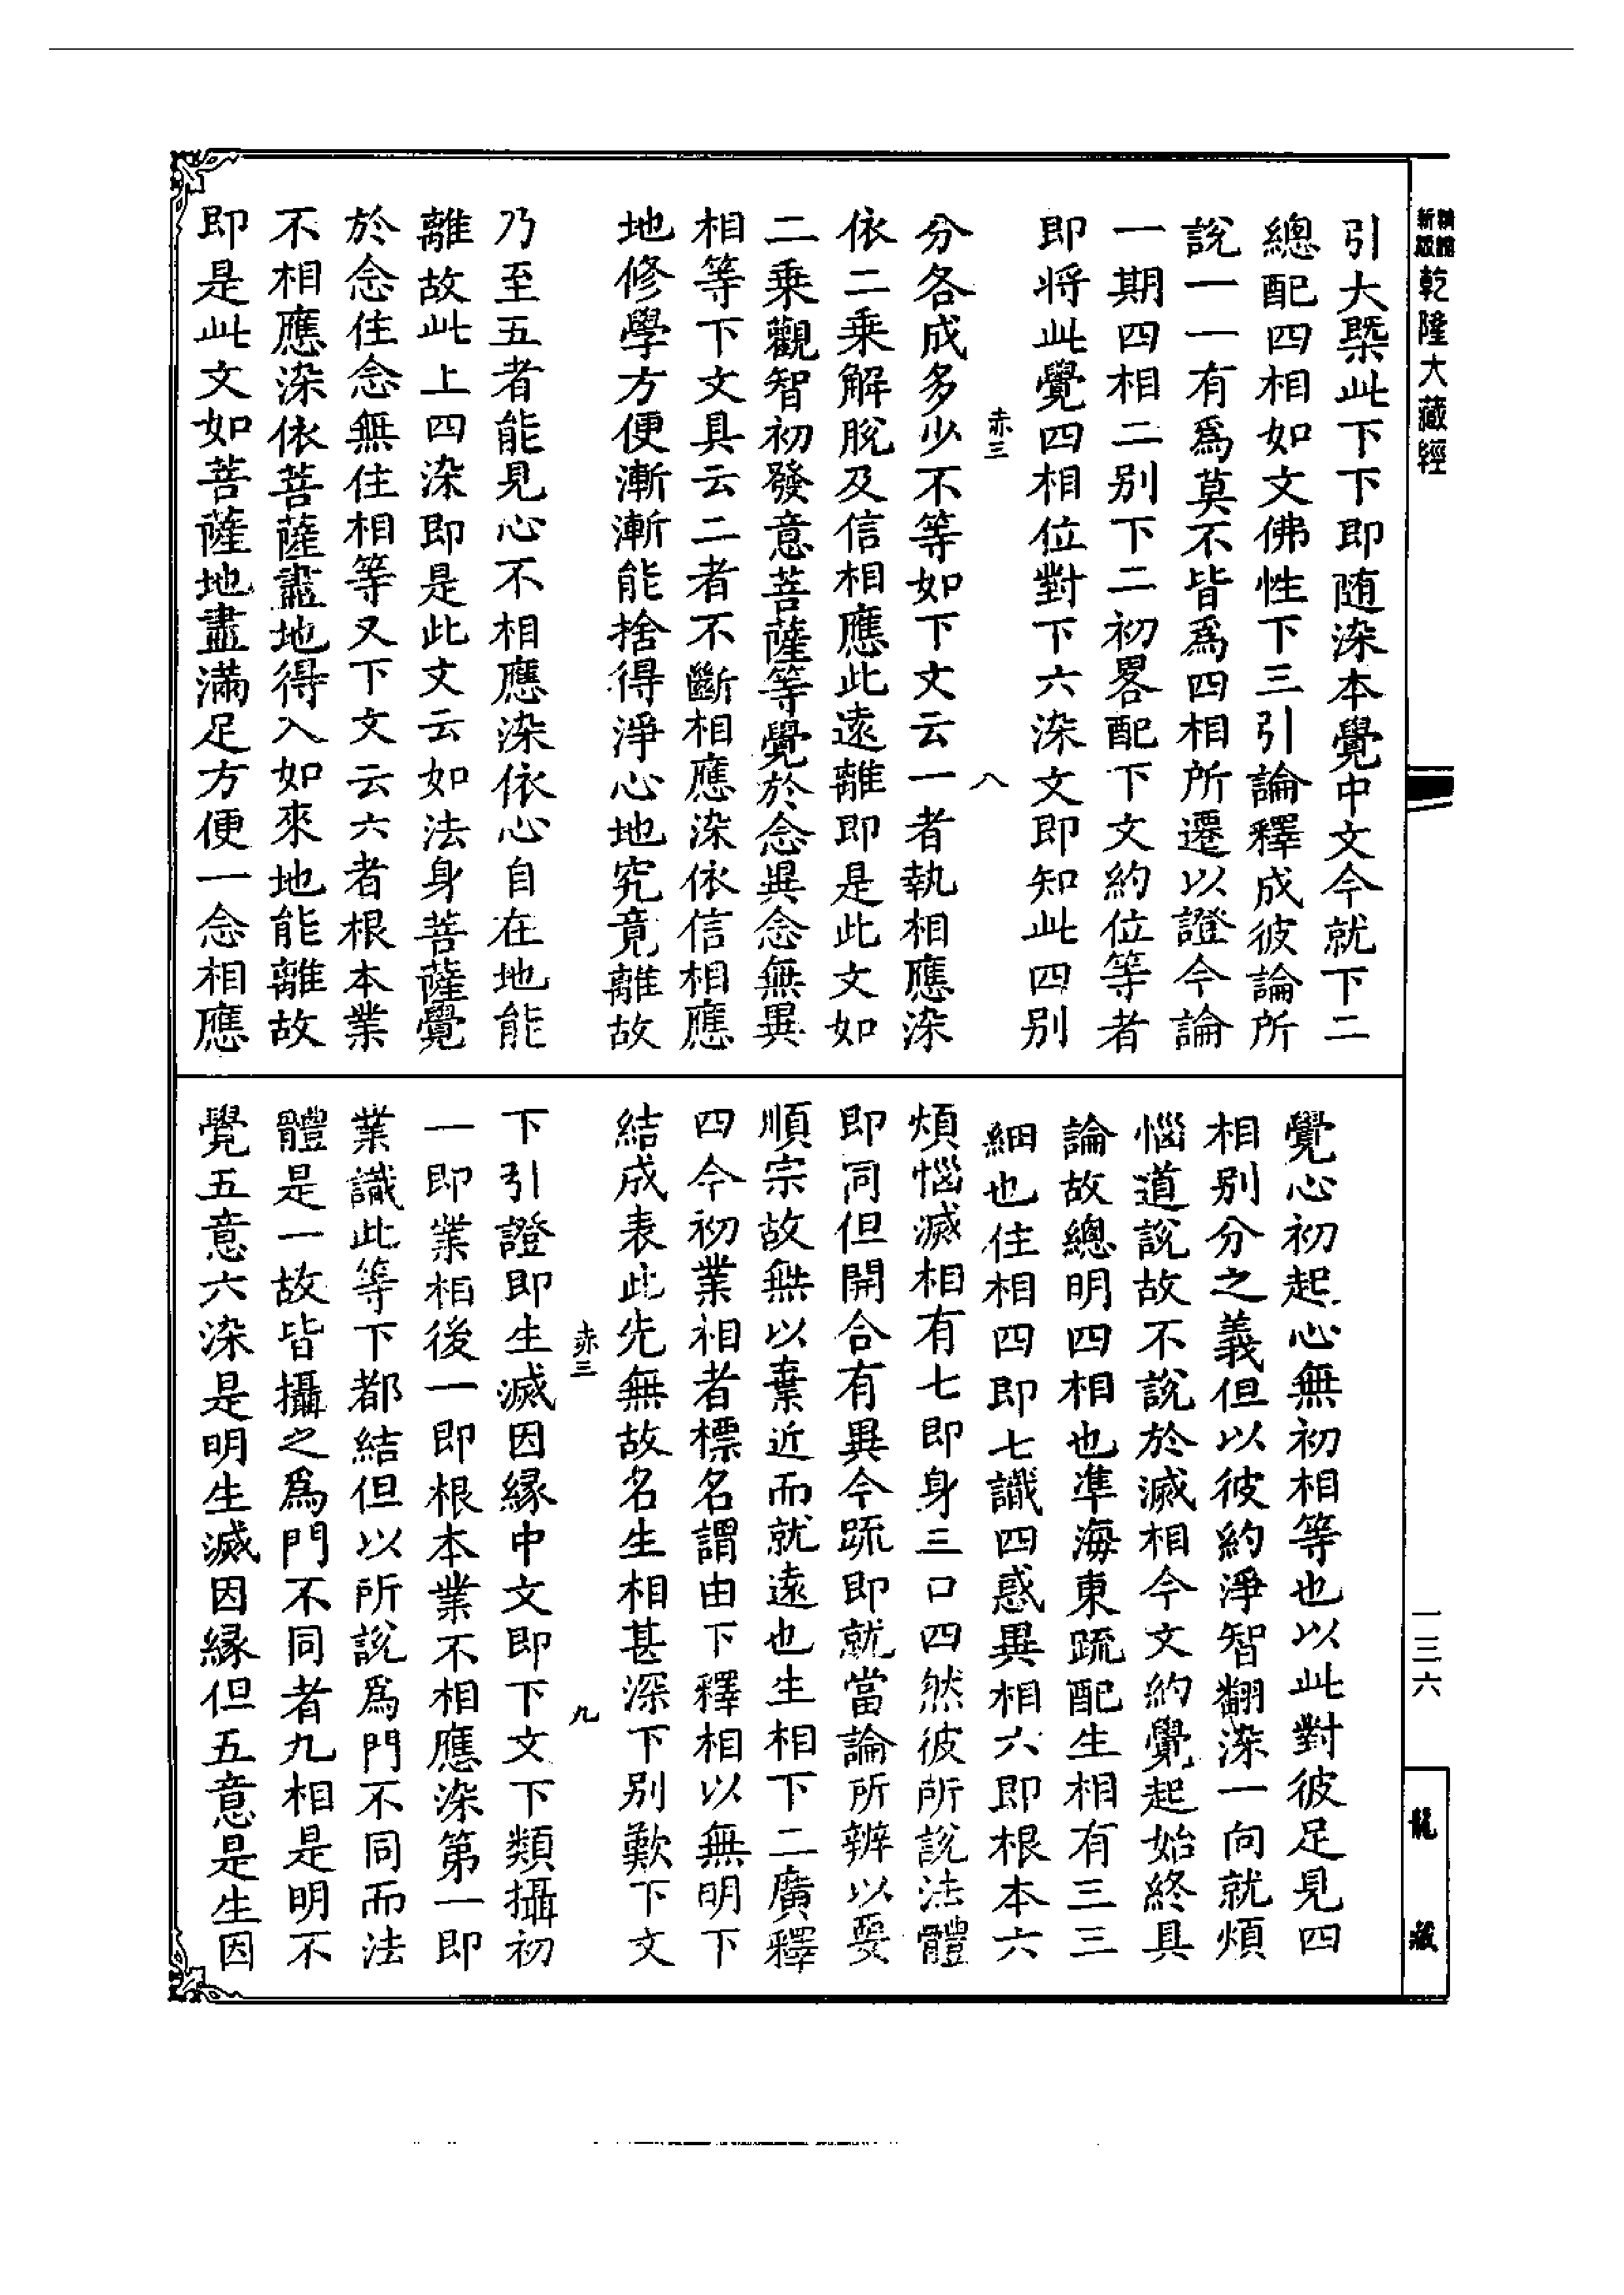 乾隆大藏經
引大槩此下下即随染本覺中文今就下二
總配四相如文佛性下三引論釋成彼論所
說一一有爲莫不皆爲四相所遷以證今論
一期四相二别下二初畧配下文約位等者
即將此覺四相位對下六染文即知此四别
赤三
八
分各成多少不等如下文云一者執相應染
依二乘解脫及信相應此遠離即是此文如
二乘觀智初發意菩薩等覺於念異念無異
相等下文具云二者不斷相應染依信相應
地修學方便漸漸能捨得淨心地究竟離故
乃至五者能見心不相應染依心自在地能
離故此上四染即是此文云如法身菩薩覺
於念住念無住相等又下文云六者根本業
不相應染依菩薩盡地得入如來地能離故
即是此文如菩薩地盡滿足方便一念相應
覺心初起心無初相等也以此對彼足見四
相别分之義但以彼約淨智翻染一向就煩
惱道說故不說於滅相今文約覺起始終具
論故總明四相也準海東疏配生相有三三
細也住相四即七識四惑異相六即根本六
煩惱滅相有七即身三口四然彼所說法體
即同但開合有異今疏即就當論所辨以要
順宗故無以棄近而就遠也生相下二廣釋
四今初業相者標名謂由下釋相以無明下
結成表此先無故名生相甚深下别歎下文
赤三
九
下引證即生滅因縁中文即下文下類攝初
一即業相後一即根本業不相應染第一即
業識此等下都結但以所說爲門不同而法
體是一故皆攝之爲門不同者九相是明不
覺五意六染是明生滅因縁但五意是生因
一三六
龍藏